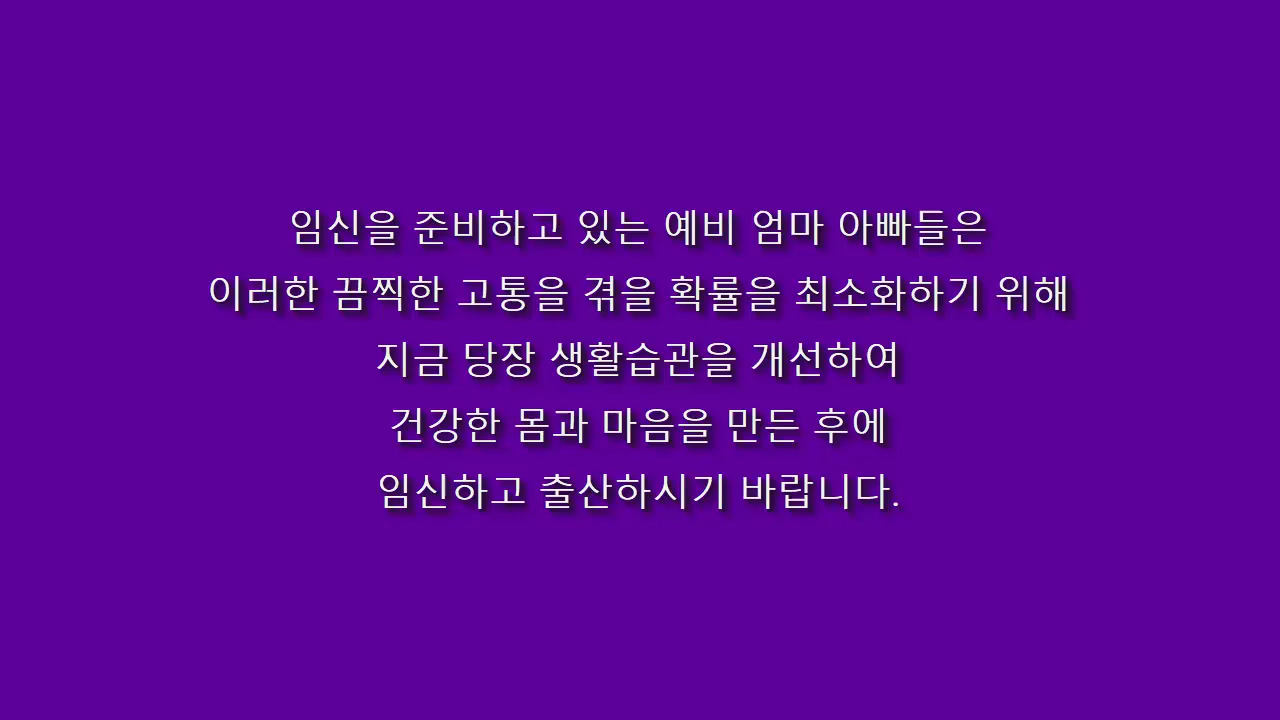 임신을 준비하고 있는 예비 엄마 아빠들은
이러한 끔찍한 고통을 겪을 확률을 최소화하기 위해
지금 당장 생활습관을 개선하여
건강한 몸과 마음을 만든 후에
임신하고 출산하시기 바랍니다.